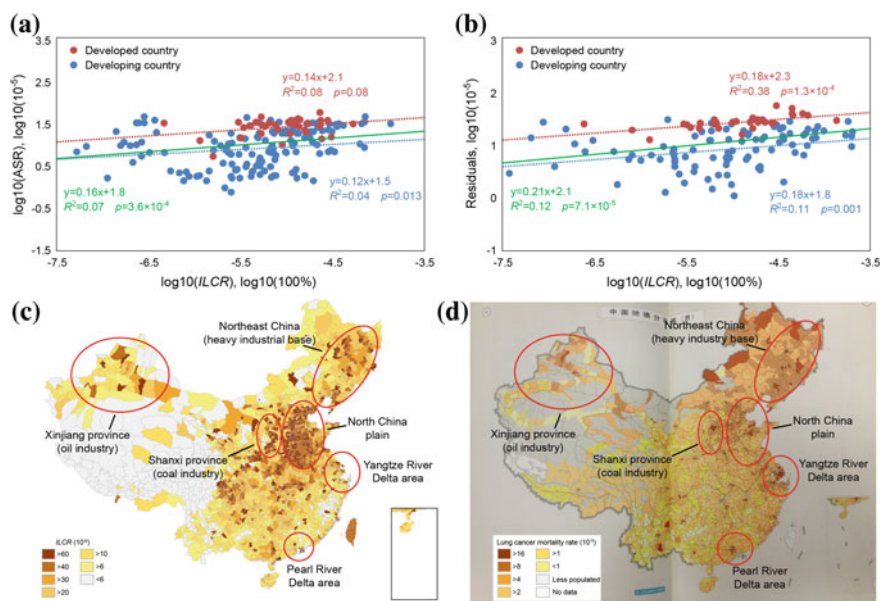 (a)
3.5
2.5
1.5
0.5
-0.5
-1.5
log10(ASR), log10(10⁻⁵)
Developed country
Developing country
y=0.14x+2.1
R²=0.08 p=0.08
y=0.16x+1.8
R²=0.07 p=3.6×10⁻⁴
y=0.12x+1.5
R²=0.04 p=0.013
-7.5 -6.5 -5.5 -4.5 -3.5
log10(ILCR), log10(100%)
(b)
3
2
1
0
-1
Residuals, log10(10⁻⁵)
Developed country
Developing country
y=0.18x+2.3
R²=0.38 p=1.3×10⁻⁴
y=0.21x+2.1
R²=0.12 p=7.1×10⁻⁵
y=0.18x+1.8
R²=0.11 p=0.001
-7.5 -6.5 -5.5 -4.5 -3.5
log10(ILCR), log10(100%)
(c)
Northeast China
(heavy industrial base)
Xinjiang province
(oil industry)
Shanxi province
(coal industry)
North China
plain
Yangtze River
Delta area
Pearl River
Delta area
ILCR (10⁻⁶)
>60 >10
>40 >6
>30 <6
>20
(d)
中国
Northeast China
(heavy industry base)
Xinjiang province
(oil industry)
Shanxi province
(coal industry)
North China
plain
Yangtze River
Delta area
Pearl River
Delta area
Lung cancer mortality rate (10⁻⁵)
>16 >1
>8 <1
>4 Less populated
>2 No data